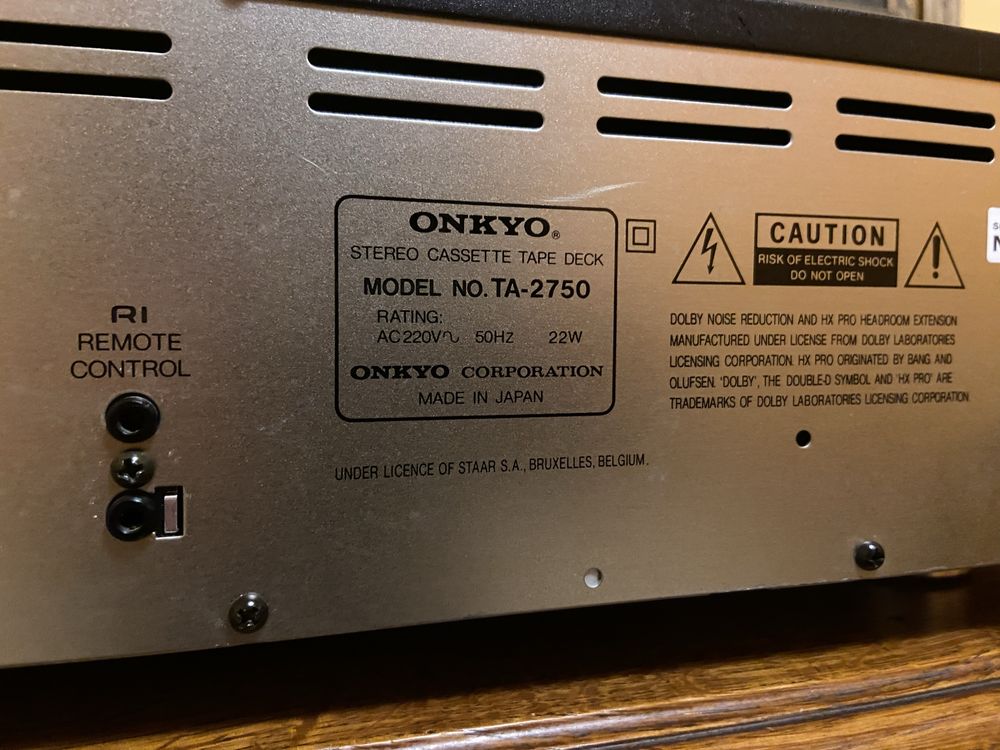 ONKYO®
STEREO CASSETTE TAPE DECK
MODEL NO. TA-2750
RATING:
AC 220V∿ 50Hz 22W
ONKYO CORPORATION
MADE IN JAPAN
UNDER LICENCE OF STAAR S.A., BRUXELLES, BELGIUM.
RI
REMOTE
CONTROL
CAUTION
RISK OF ELECTRIC SHOCK
DO NOT OPEN
DOLBY NOISE REDUCTION AND HX PRO HEADROOM EXTENSION
MANUFACTURED UNDER LICENSE FROM DOLBY LABORATORIES
LICENSING CORPORATION. HX PRO ORIGINATED BY BANG AND
OLUFSEN. 'DOLBY', THE DOUBLE-D SYMBOL AND 'HX PRO' ARE
TRADEMARKS OF DOLBY LABORATORIES LICENSING CORPORATION.